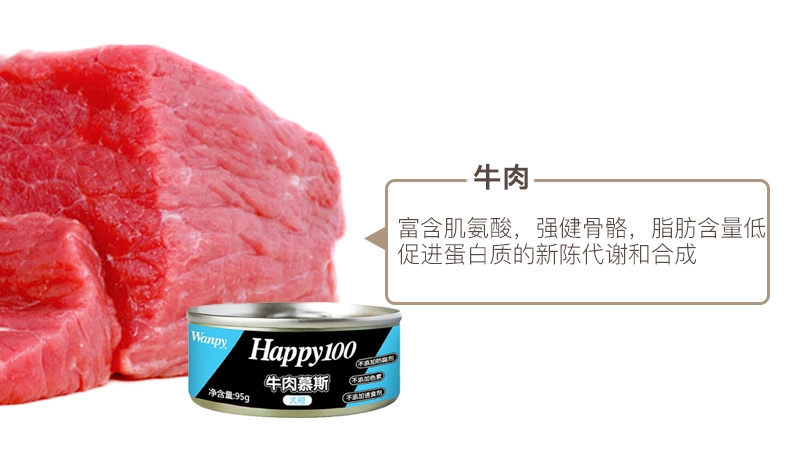 牛肉
富含肌氨酸，强健骨骼，脂肪含量低
促进蛋白质的新陈代谢和合成
Wanpy
Happy100
不添加防腐剂
牛肉慕斯
不添加色素
犬粮
净含量:95g
不添加诱食剂